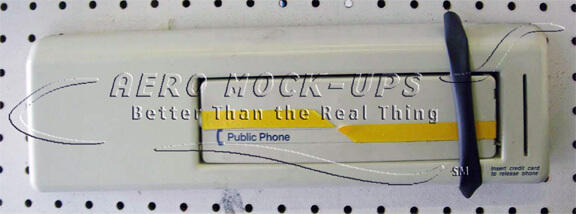 AERO MOCK-UPS
Better Than the Real Thing
Public Phone
SM
Insert credit card
to release phone